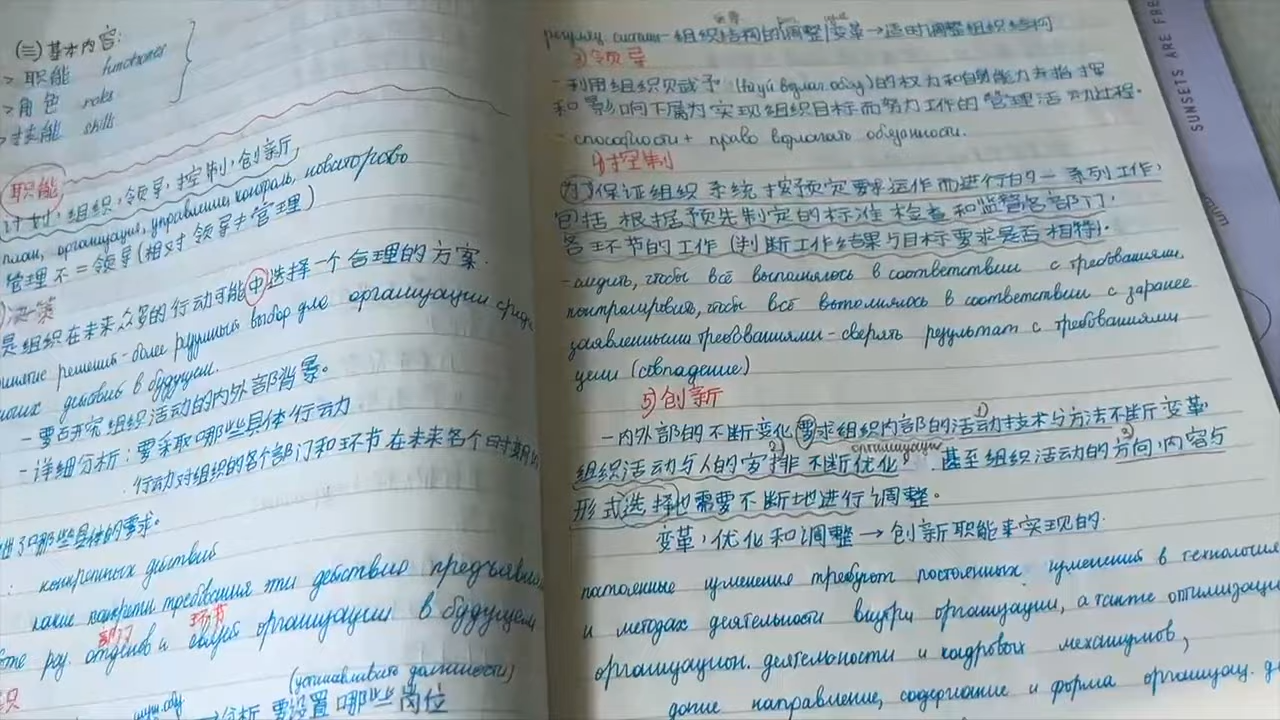 (三)基本内容:
> 职能 functiones
> 角色 roles
> 技能 skills
职能
计划, 组织, 领导, 控制, 创新,
план, организация, управление, контроль, новаторство
管理不=领导(相对领导≠管理)
决策
是组织在未来众多的行动可能中选择一个合理的方案.
решений - более разумный выбор для организации среди
действий в будущем.
- 要研究组织活动的内外部背景。
- 详细分析: 要采取哪些具体行动
行动对组织的各个部门和环节在未来各个时期
哪些具体的要求。
: конкретных действий
какие требования эти действия
部门 环节
отделов и организации в будущем
(устанавливать должности)
→分析 要设置哪些岗位
组织结构的调整/变革→适时调整组织结构
3)领导
- 利用组织赋予 的权力和自身能力去指挥
和影响下属为实现组织目标而努力工作的管理活动过程.
- способности + право возлагать обязанности.
4)控制
为了保证组织系统按预定要求运作而进行的一系列工作,
包括根据预先制定的标准检查和监督各部门,
各环节的工作(判断工作结果与目标要求是否相符).
- следить, чтобы всё выполнялось в соответствии с требованиями,
контролировать, чтобы всё выполнялось в соответствии с заранее
заявленными требованиями - сверять результат с требованиями
цели (совпадение)
5)创新
- 内外部的不断变化要求组织内部的活动技术与方法不断变革, 1)
组织活动与人的安排不断优化 2) оптимизация , 甚至组织活动的方向,内容与 3)
形式选择也需要不断地进行调整。
变革, 优化和调整 → 创新职能来实现的.
постоянные изменения требуют постоянных изменений в технологиях
и методах деятельности внутри организации, а также оптимизации
организацион. деятельности и кадровых механизмов,
направление, содержание и форма организац.
SUNSETS ARE FRE